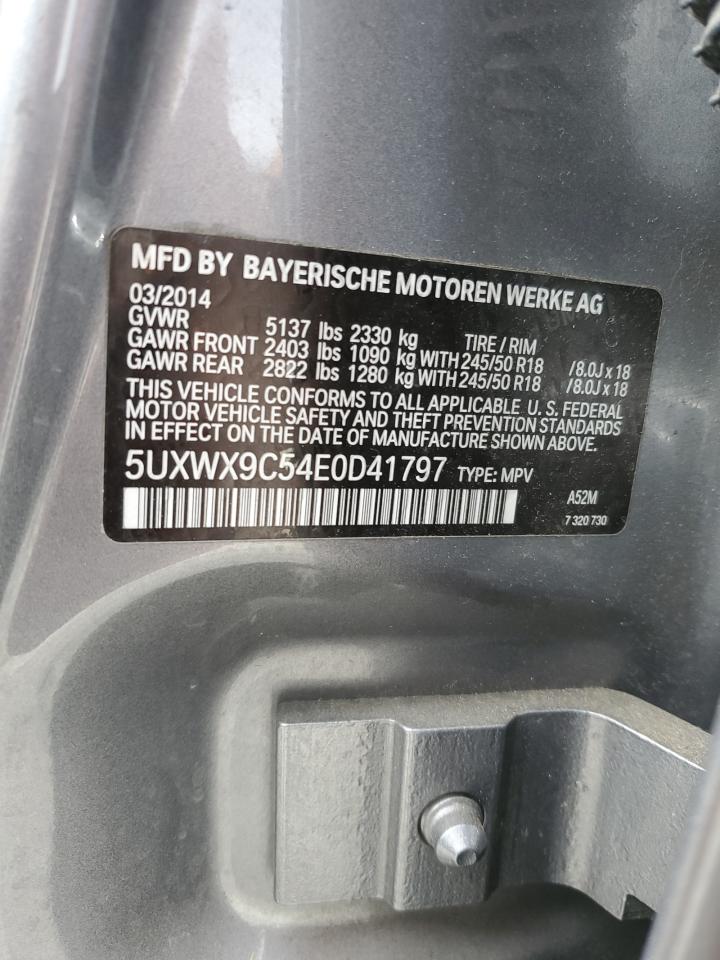 MFD BY BAYERISCHE MOTOREN WERKE AG
03/2014
GVWR 5137 lbs 2330 kg TIRE / RIM
GAWR FRONT 2403 lbs 1090 kg WITH 245/50 R18 /8.0J x 18
GAWR REAR 2822 lbs 1280 kg WITH 245/50 R18 /8.0J x 18
THIS VEHICLE CONFORMS TO ALL APPLICABLE U. S. FEDERAL
MOTOR VEHICLE SAFETY AND THEFT PREVENTION STANDARDS
IN EFFECT ON THE DATE OF MANUFACTURE SHOWN ABOVE.
5UXWX9C54E0D41797 TYPE: MPV
A52M
7 320 730